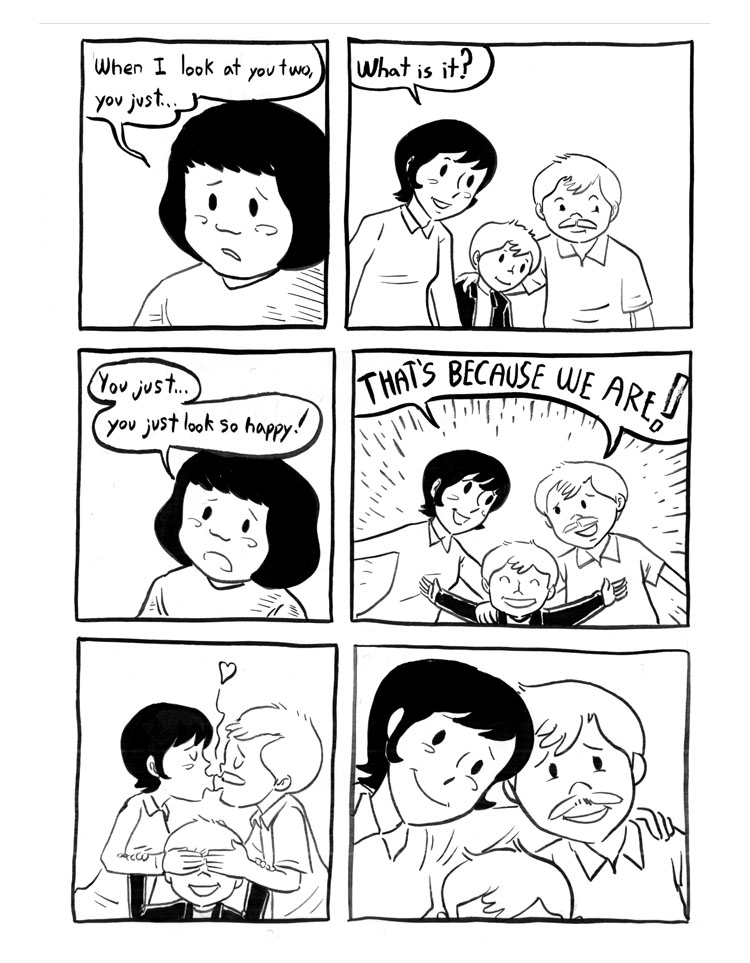 When I look at you two,
you just...
What is it?
You just...
you just look so happy!
THAT'S BECAUSE WE ARE!